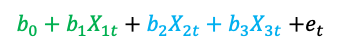 b₀ + b₁X₁ₜ + b₂X₂ₜ + b₃X₃ₜ +eₜ